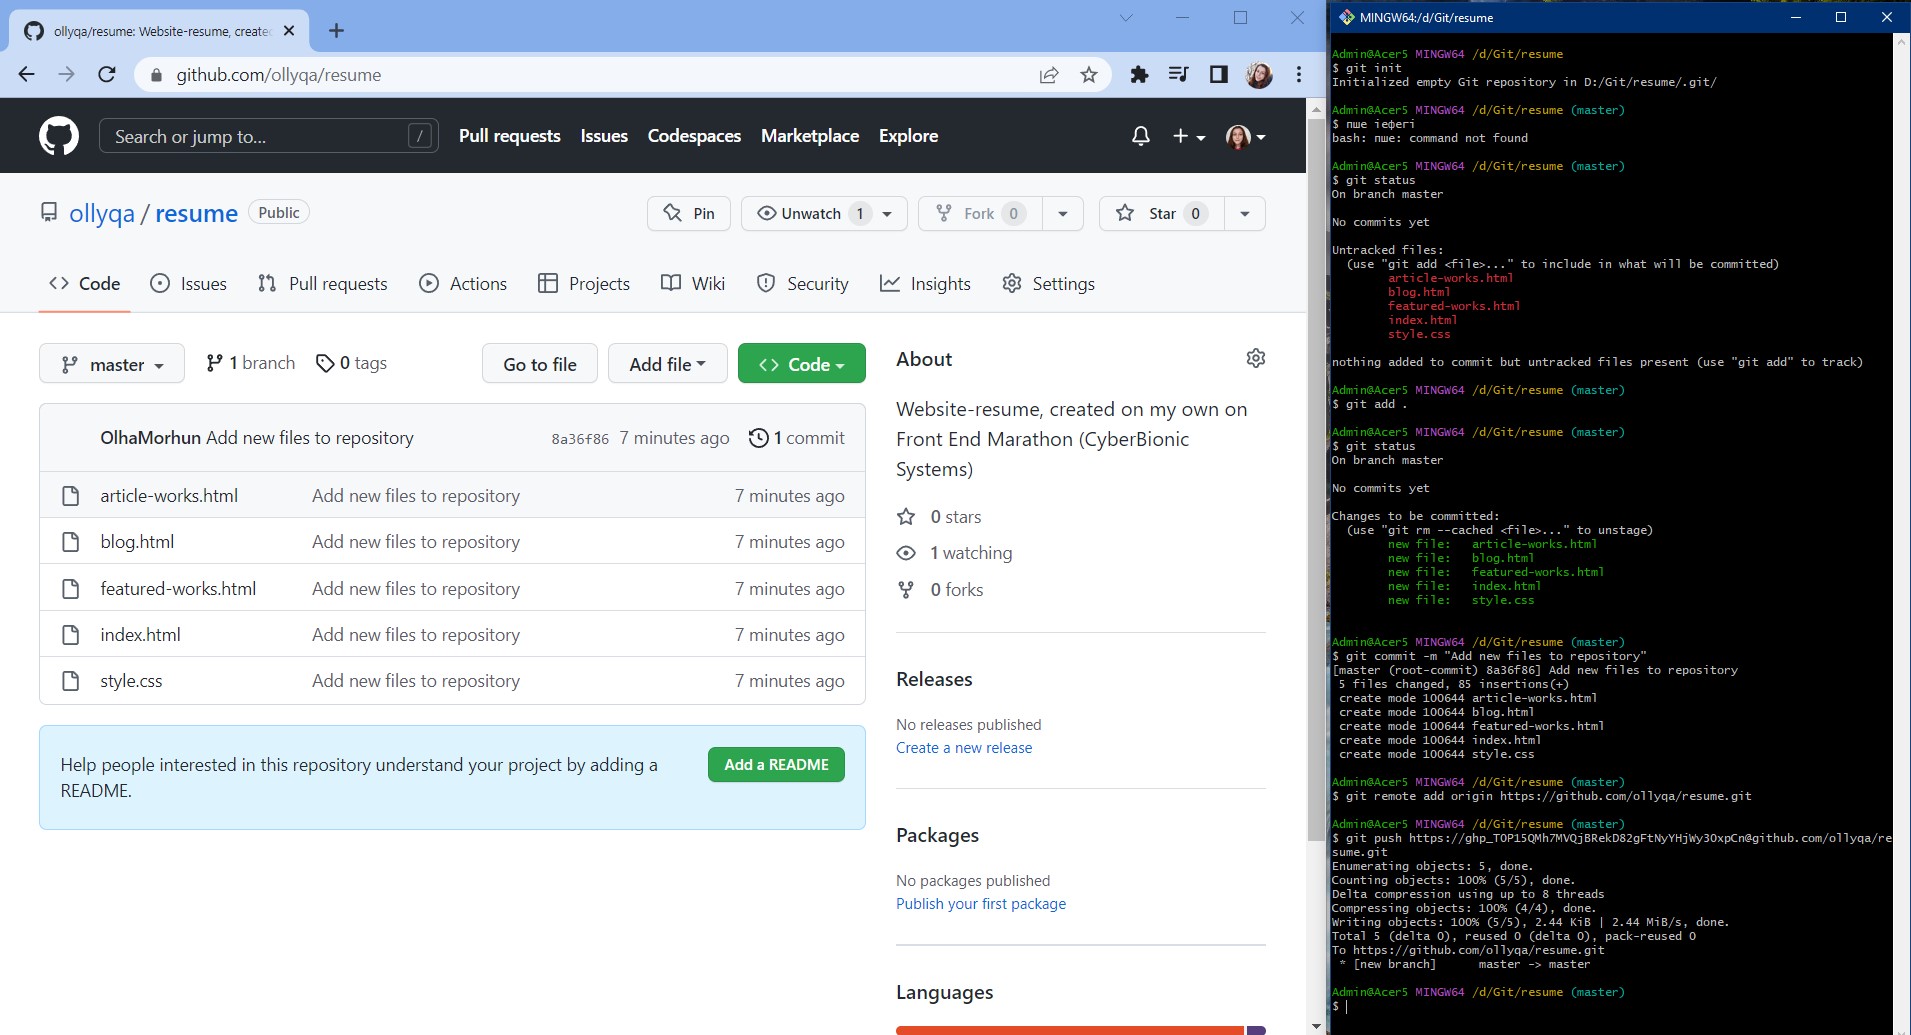 ollyqa/resume: Website-resume, created
github.com/ollyqa/resume
Search or jump to...
/
Pull requests
Issues
Codespaces
Marketplace
Explore
ollyqa / resume
Public
Pin
Unwatch 1
Fork 0
Star 0
Code
Issues
Pull requests
Actions
Projects
Wiki
Security
Insights
Settings
master
1 branch
0 tags
Go to file
Add file
Code
OlhaMorhun Add new files to repository
8a36f86 7 minutes ago
1 commit
article-works.html Add new files to repository 7 minutes ago
blog.html Add new files to repository 7 minutes ago
featured-works.html Add new files to repository 7 minutes ago
index.html Add new files to repository 7 minutes ago
style.css Add new files to repository 7 minutes ago
Help people interested in this repository understand your project by adding a
README.
Add a README
About
Website-resume, created on my own on
Front End Marathon (CyberBionic
Systems)
0 stars
1 watching
0 forks
Releases
No releases published
Create a new release
Packages
No packages published
Publish your first package
Languages
MINGW64:/d/Git/resume
Admin@Acer5 MINGW64 /d/Git/resume
$ git init
Initialized empty Git repository in D:/Git/resume/.git/
Admin@Acer5 MINGW64 /d/Git/resume (master)
$ пше іефегі
bash: пше: command not found
Admin@Acer5 MINGW64 /d/Git/resume (master)
$ git status
On branch master
No commits yet
Untracked files:
(use "git add <file>..." to include in what will be committed)
article-works.html
blog.html
featured-works.html
index.html
style.css
nothing added to commit but untracked files present (use "git add" to track)
Admin@Acer5 MINGW64 /d/Git/resume (master)
$ git add .
Admin@Acer5 MINGW64 /d/Git/resume (master)
$ git status
On branch master
No commits yet
Changes to be committed:
(use "git rm --cached <file>..." to unstage)
new file: article-works.html
new file: blog.html
new file: featured-works.html
new file: index.html
new file: style.css
Admin@Acer5 MINGW64 /d/Git/resume (master)
$ git commit -m "Add new files to repository"
[master (root-commit) 8a36f86] Add new files to repository
5 files changed, 85 insertions(+)
create mode 100644 article-works.html
create mode 100644 blog.html
create mode 100644 featured-works.html
create mode 100644 index.html
create mode 100644 style.css
Admin@Acer5 MINGW64 /d/Git/resume (master)
$ git remote add origin https://github.com/ollyqa/resume.git
Admin@Acer5 MINGW64 /d/Git/resume (master)
$ git push
sume.git
Enumerating objects: 5, done.
Counting objects: 100% (5/5), done.
Delta compression using up to 8 threads
Compressing objects: 100% (4/4), done.
Writing objects: 100% (5/5), 2.44 KiB | 2.44 MiB/s, done.
Total 5 (delta 0), reused 0 (delta 0), pack-reused 0
To https://github.com/ollyqa/resume.git
* [new branch] master -> master
Admin@Acer5 MINGW64 /d/Git/resume (master)
$